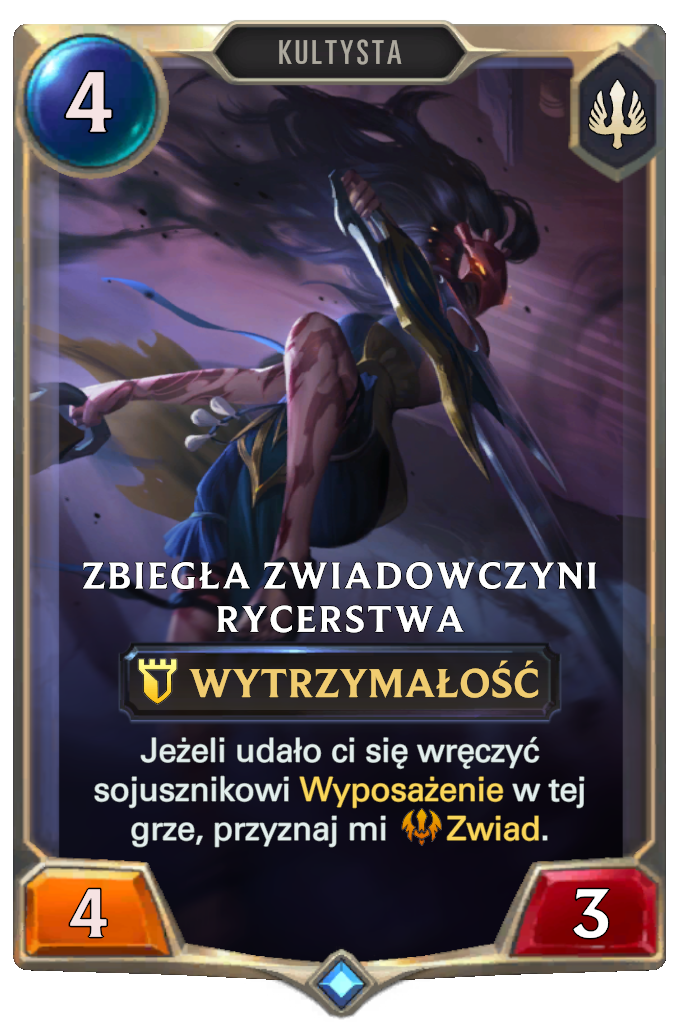 KULTYSTA
4
ZBIEGŁA ZWIADOWCZYNI
RYCERSTWA
WYTRZYMAŁOŚĆ
Jeżeli udało ci się wręczyć
sojusznikowi Wyposażenie w tej
grze, przyznaj mi Zwiad.
4
3